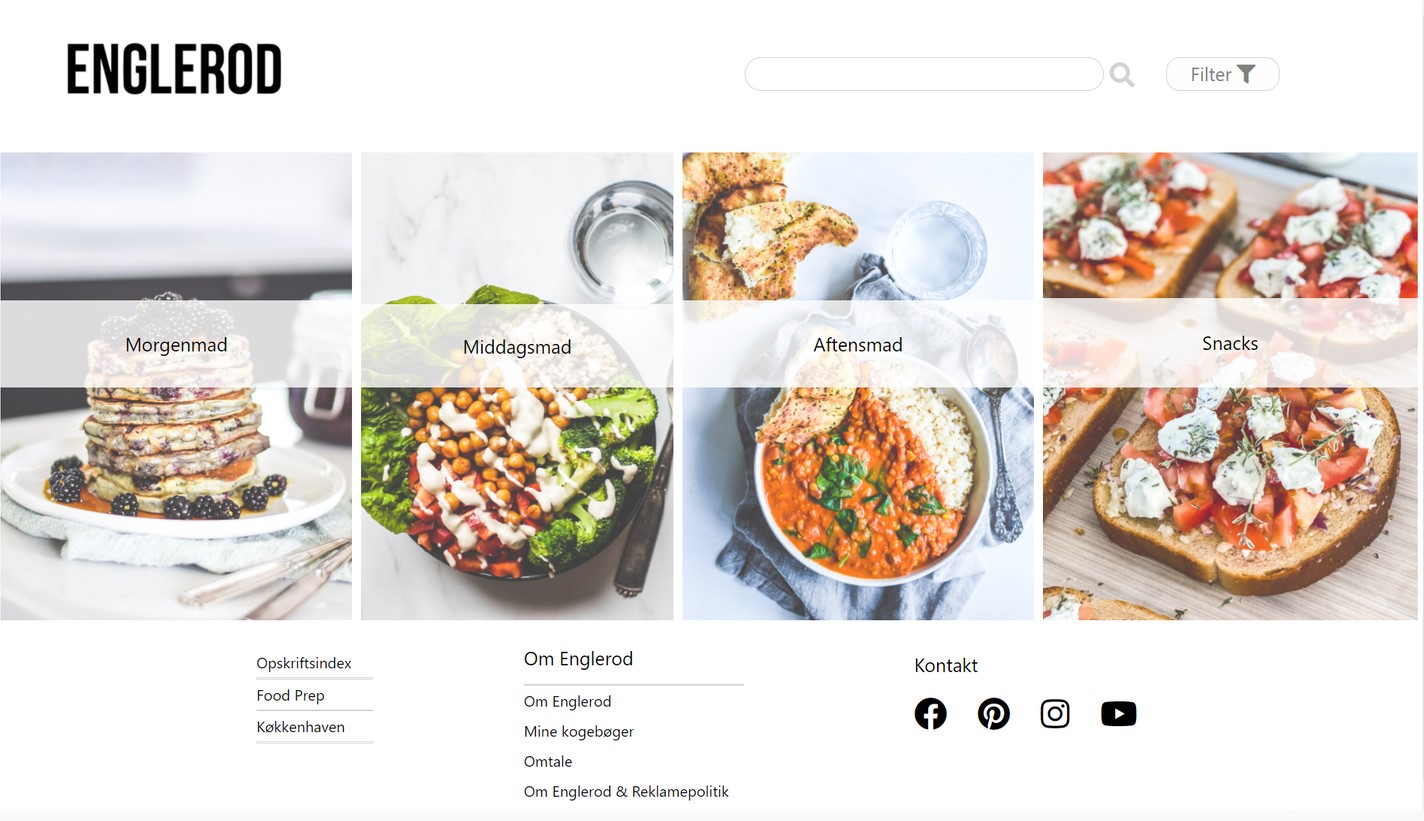 ENGLEROD
Filter
Morgenmad
Middagsmad
Aftensmad
Snacks
Opskriftsindex
Food Prep
Køkkenhaven
Om Englerod
Om Englerod
Mine kogebøger
Omtale
Om Englerod & Reklamepolitik
Kontakt